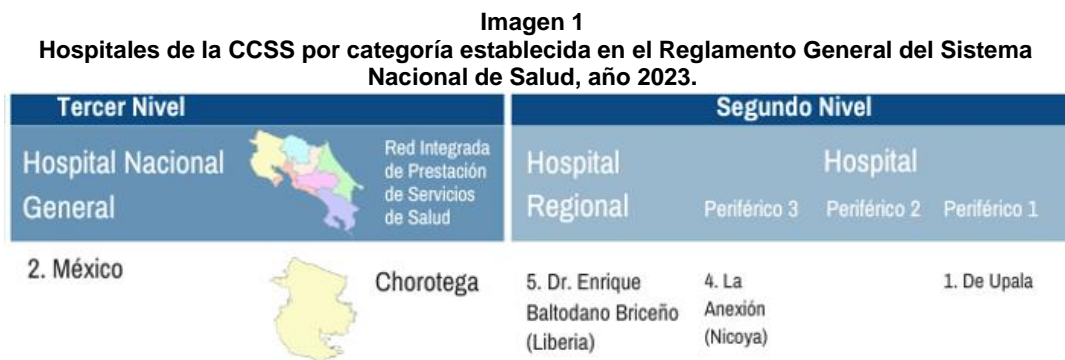 Imagen 1
Hospitales de la CCSS por categoría establecida en el Reglamento General del Sistema
Nacional de Salud, año 2023.
Tercer Nivel
Segundo Nivel
Hospital Nacional
General
Red Integrada
de Prestación
de Servicios
de Salud
Hospital
Regional
Hospital
Periférico 3
Periférico 2
Periférico 1
2. México
Chorotega
5. Dr. Enrique
Baltodano Briceño
(Liberia)
4. La
Anexión
(Nicoya)
1. De Upala